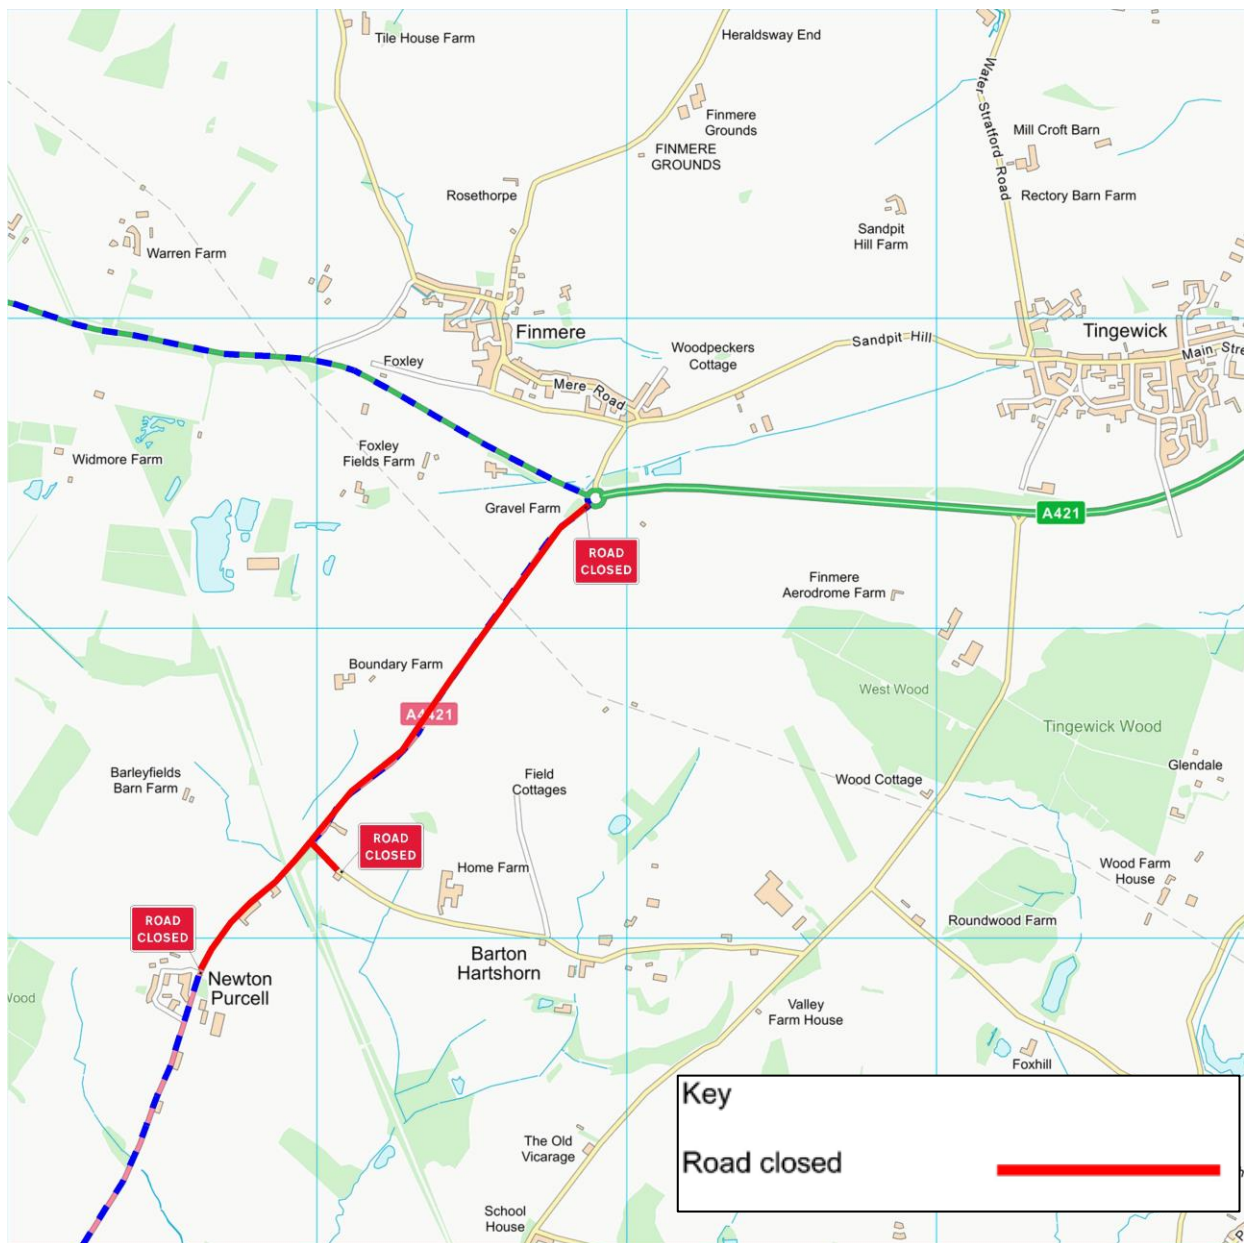 Tile House Farm
Heraldsway End
Water Stratford Road
Finmere
Grounds
FINMERE
GROUNDS
Mill Croft Barn
Rosethorpe
Rectory Barn Farm
Sandpit
Hill Farm
Warren Farm
Finmere
Tingewick
Sandpit Hill
Main Stre
Foxley
Woodpeckers
Cottage
Mere Road
Foxley
Fields Farm
Widmore Farm
Gravel Farm
A421
ROAD
CLOSED
Finmere
Aerodrome Farm
Boundary Farm
West Wood
A4421
Tingewick Wood
Barleyfields
Barn Farm
Field
Cottages
Wood Cottage
Glendale
ROAD
CLOSED
Home Farm
Wood Farm
House
ROAD
CLOSED
Roundwood Farm
Barton
Hartshorn
Newton
Purcell
Wood
Valley
Farm House
Foxhill
Key
Road closed
The Old
Vicarage
School
House